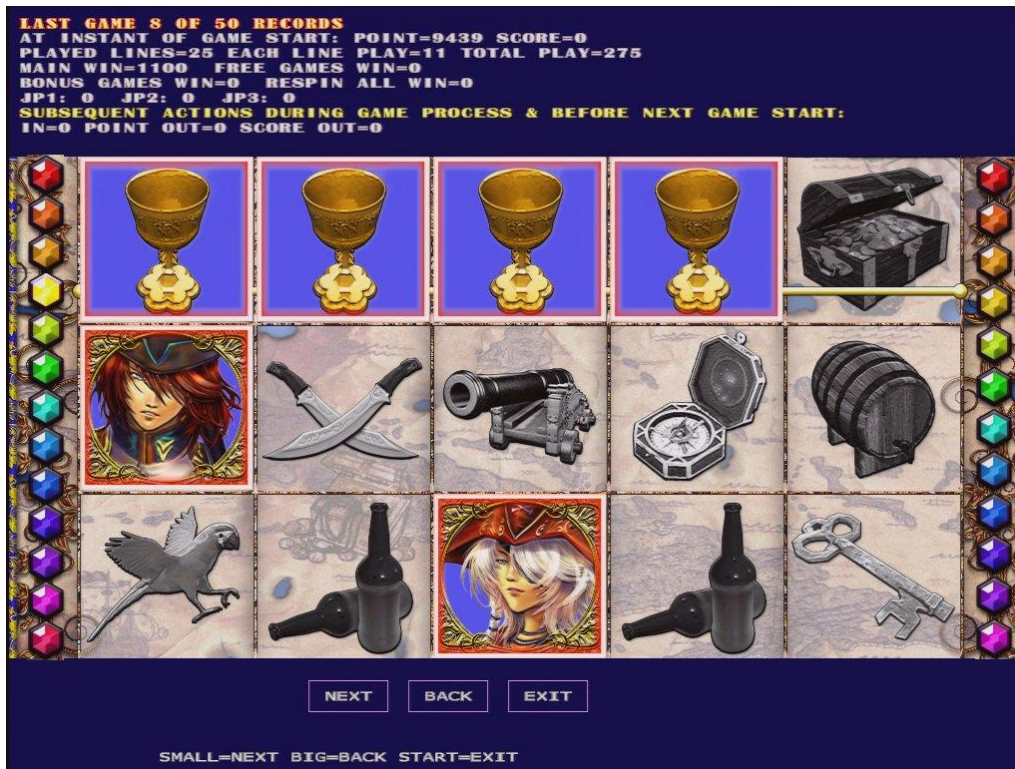 LAST GAME 8 OF 50 RECORDS
AT INSTANT OF GAME START: POINT=9439 SCORE=0
PLAYED LINES=25 EACH LINE PLAY=11 TOTAL PLAY=275
MAIN WIN=1100 FREE GAMES WIN=0
BONUS GAMES WIN=0 RESPIN ALL WIN=0
JP1: 0 JP2: 0 JP3: 0
SUBSEQUENT ACTIONS DURING GAME PROCESS & BEFORE NEXT GAME START:
IN=0 POINT OUT=0 SCORE OUT=0
NEXT BACK EXIT
SMALL=NEXT BIG=BACK START=EXIT